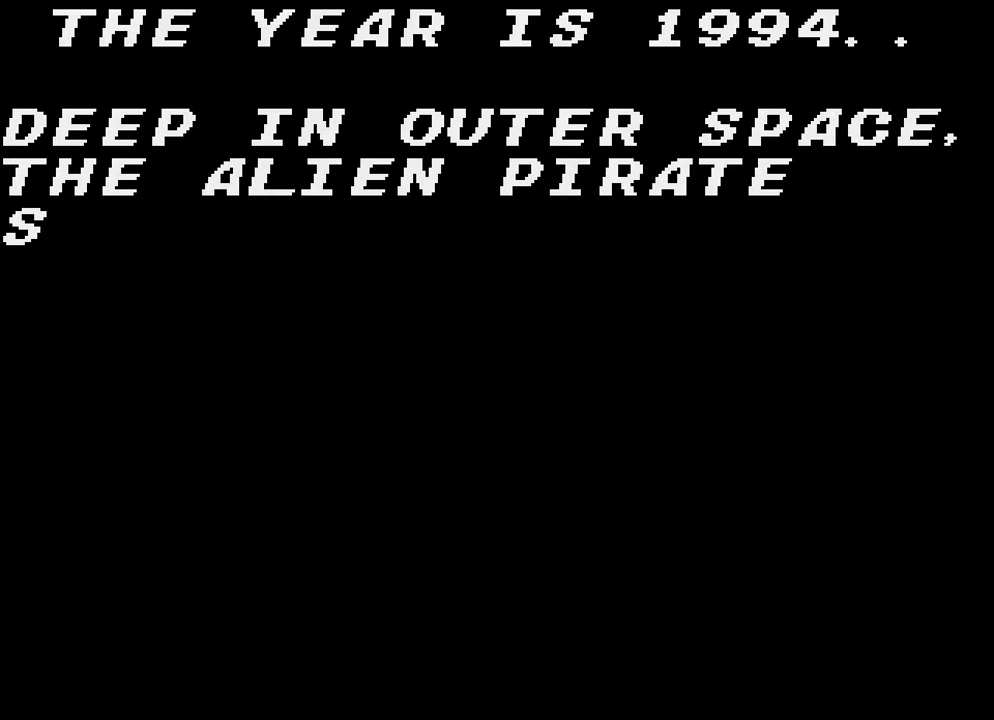 THE YEAR IS 1994..
DEEP IN OUTER SPACE,
THE ALIEN PIRATE
S